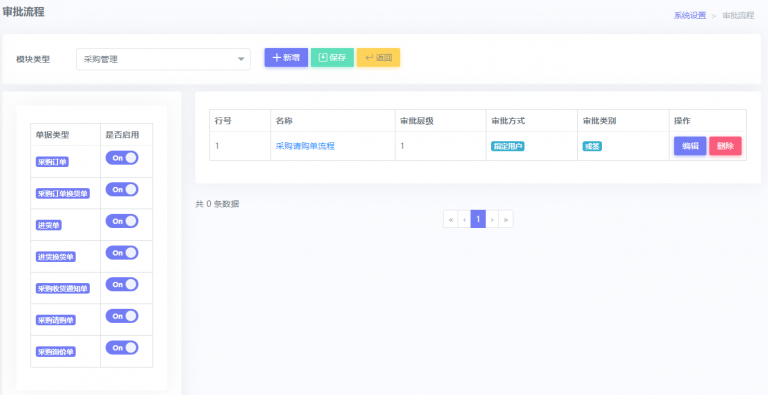 审批流程
系统设置 > 审批流程
模块类型 采购管理 新增 保存 返回
单据类型 是否启用
采购订单 On
采购订单换货单 On
进货单 On
进货换货单 On
采购收货通知单 On
采购请购单 On
采购询价单 On
行号 名称 审批层级 审批方式 审批类别 操作
1 采购请购单流程 1 指定用户 或签 编辑 删除
共 0 条数据
« ‹ 1 › »